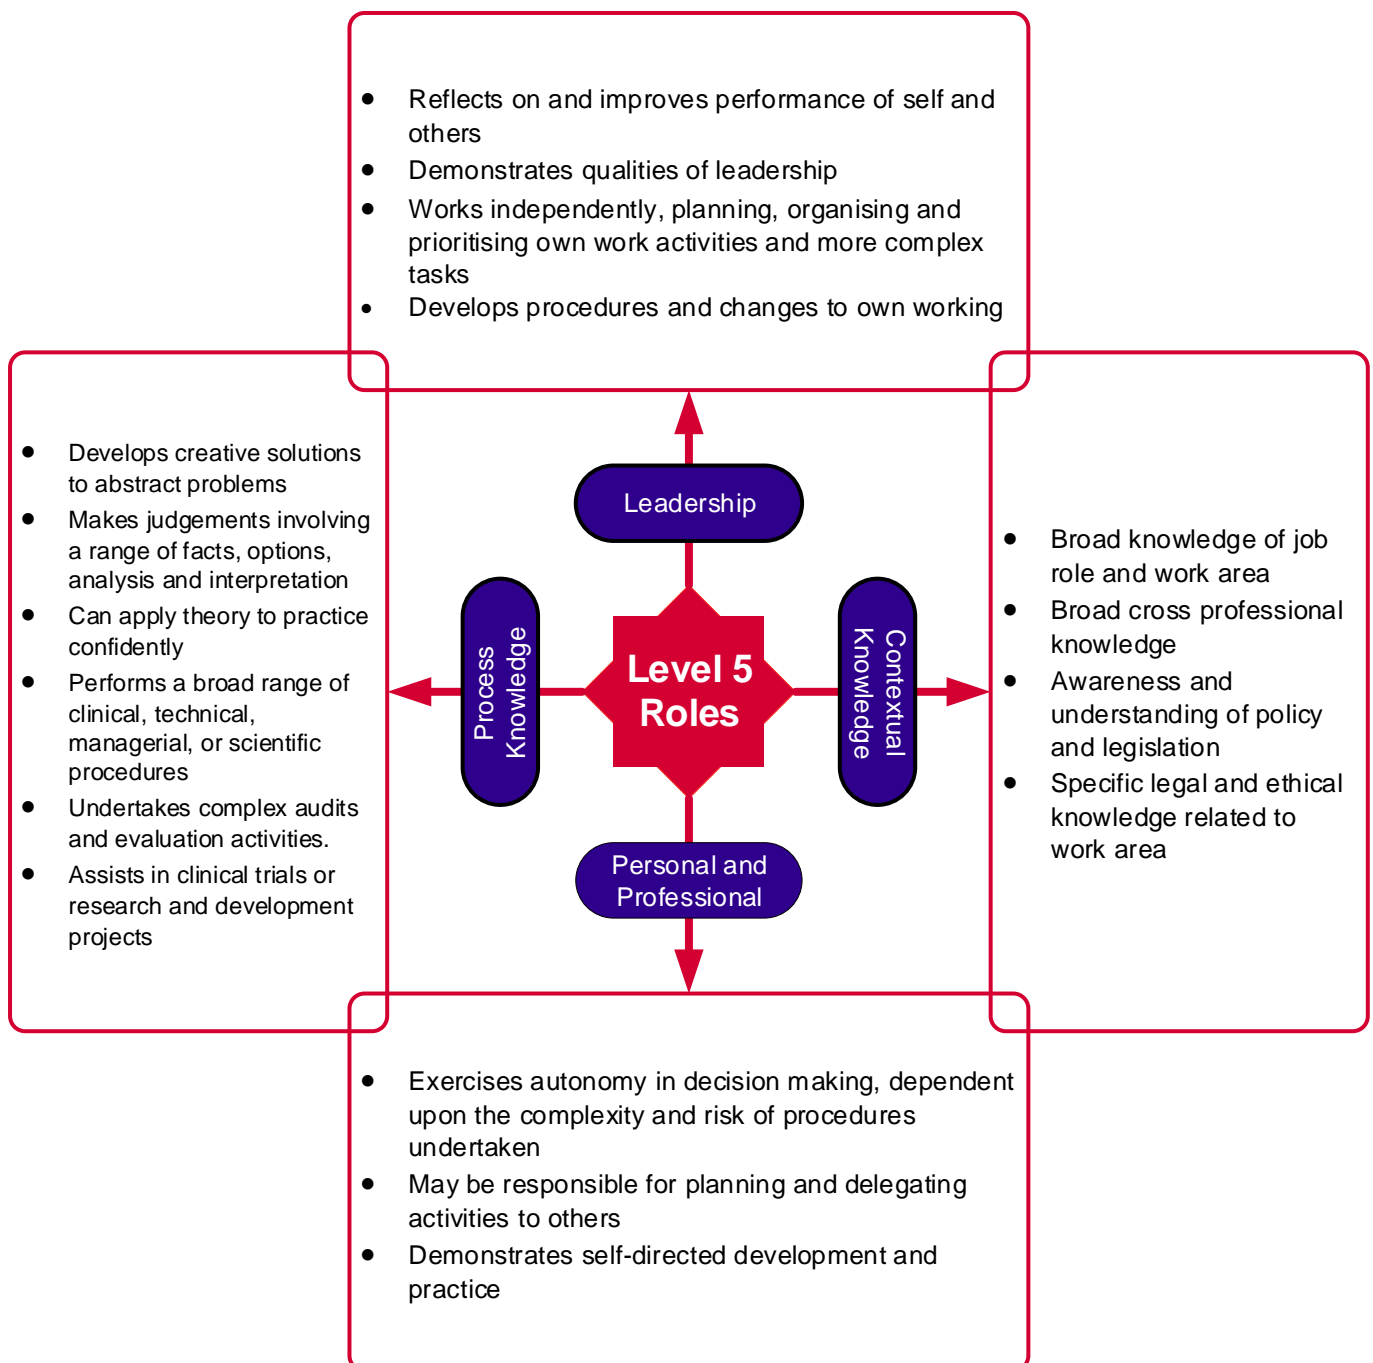 • Reflects on and improves performance of self and
others
• Demonstrates qualities of leadership
• Works independently, planning, organising and
prioritising own work activities and more complex
tasks
• Develops procedures and changes to own working
• Develops creative solutions
to abstract problems
• Makes judgements involving
a range of facts, options,
analysis and interpretation
• Can apply theory to practice
confidently
• Performs a broad range of
clinical, technical,
managerial, or scientific
procedures
• Undertakes complex audits
and evaluation activities.
• Assists in clinical trials or
research and development
projects
Leadership
Process
Knowledge
Level 5
Roles
Contextual
Knowledge
Personal and
Professional
• Broad knowledge of job
role and work area
• Broad cross professional
knowledge
• Awareness and
understanding of policy
and legislation
• Specific legal and ethical
knowledge related to
work area
• Exercises autonomy in decision making, dependent
upon the complexity and risk of procedures
undertaken
• May be responsible for planning and delegating
activities to others
• Demonstrates self-directed development and
practice